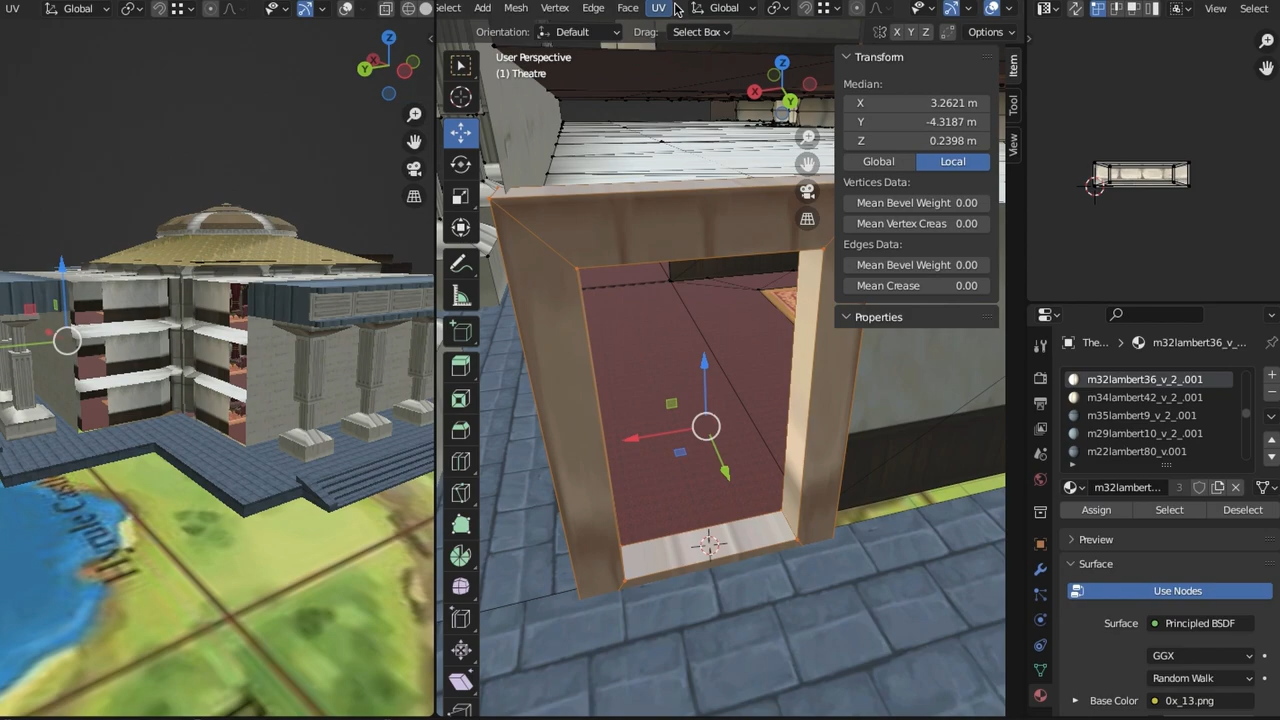 UV Global Select Add Mesh Vertex Edge Face UV Global View Select
Orientation: Default Drag: Select Box X Y Z Options
User Perspective
(1) Theatre
Z
X
Y
Z
X
Y
Transform
Median:
X 3.2621 m
Y -4.3187 m
Z 0.2398 m
Global Local
Vertices Data:
Mean Bevel Weight 0.00
Mean Vertex Creas 0.00
Edges Data:
Mean Bevel Weight 0.00
Mean Crease 0.00
Properties
Item
Tool
View
The... m32lambert36_v_...
m32lambert36_v_2_.001
m34lambert42_v_2_.001
m35lambert9_v_2_.001
m29lambert10_v_2.001
m22lambert80_v.001
m32lambert... 3
Assign Select Deselect
Preview
Surface
Use Nodes
Surface Principled BSDF
GGX
Random Walk
Base Color 0x_13.png